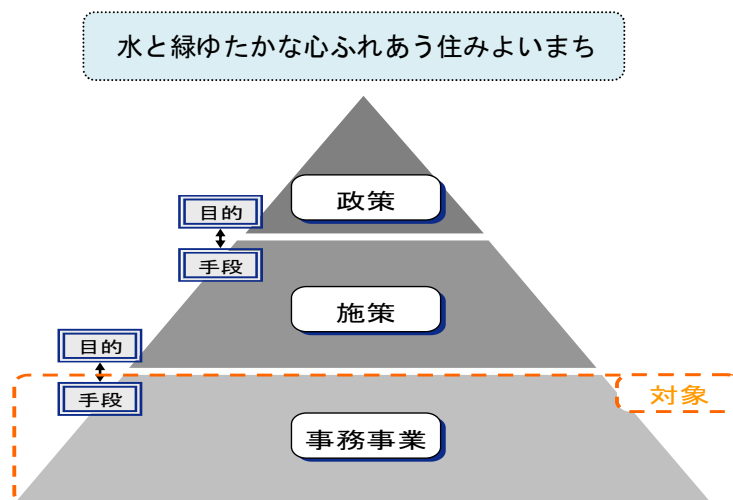 水と緑ゆたかな心ふれあう住みよいまち
政策
目的
手段
施策
目的
手段
対象
事務事業